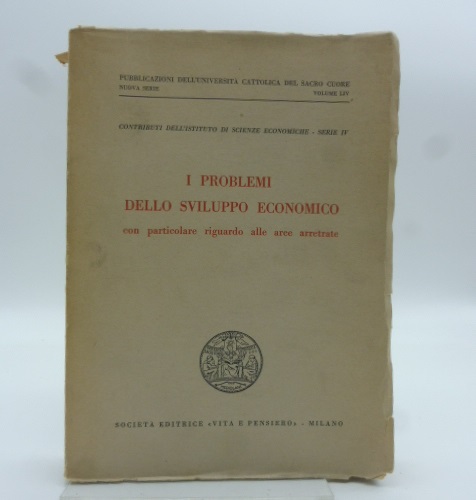 PUBBLICAZIONI DELL'UNIVERSITÀ CATTOLICA DEL SACRO CUORE
NUOVA SERIE VOLUME LIV
CONTRIBUTI DELL'ISTITUTO DI SCIENZE ECONOMICHE - SERIE IV
I PROBLEMI
DELLO SVILUPPO ECONOMICO
con particolare riguardo alle aree arretrate
SOCIETÀ EDITRICE «VITA E PENSIERO» - MILANO